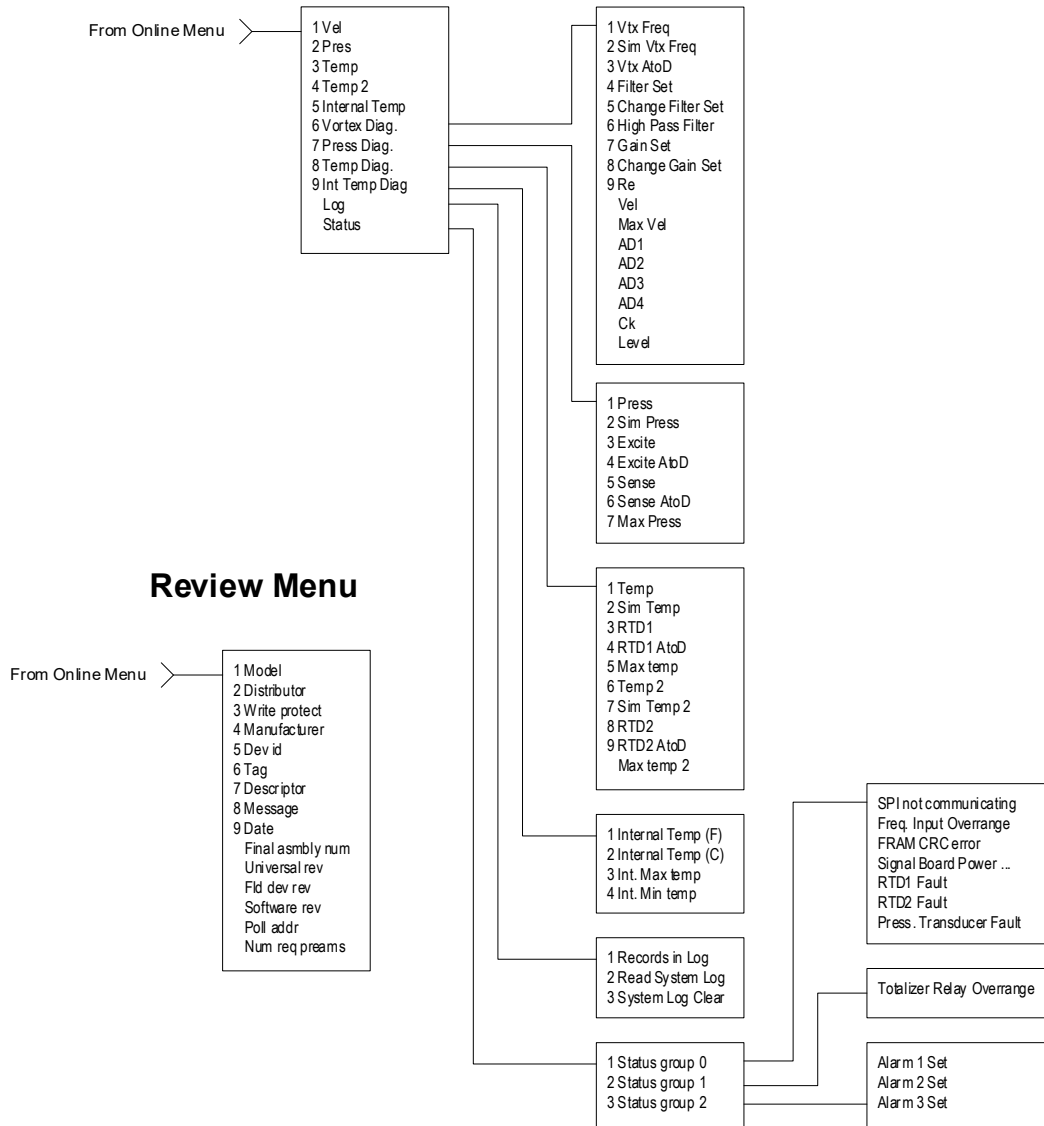 From Online Menu
1 Vel
2 Pres
3 Temp
4 Temp 2
5 Internal Temp
6 Vortex Diag.
7 Press Diag.
8 Temp Diag.
9 Int Temp Diag
Log
Status
1 Vtx Freq
2 Sim Vtx Freq
3 Vtx AtoD
4 Filter Set
5 Change Filter Set
6 High Pass Filter
7 Gain Set
8 Change Gain Set
9 Re
Vel
Max Vel
AD1
AD2
AD3
AD4
Ck
Level
1 Press
2 Sim Press
3 Excite
4 Excite AtoD
5 Sense
6 Sense AtoD
7 Max Press
Review Menu
From Online Menu
1 Model
2 Distributor
3 Write protect
4 Manufacturer
5 Dev id
6 Tag
7 Descriptor
8 Message
9 Date
Final asmbly num
Universal rev
Fld dev rev
Software rev
Poll addr
Num req preams
1 Temp
2 Sim Temp
3 RTD1
4 RTD1 AtoD
5 Max temp
6 Temp 2
7 Sim Temp 2
8 RTD2
9 RTD2 AtoD
Max temp 2
1 Internal Temp (F)
2 Internal Temp (C)
3 Int. Max temp
4 Int. Min temp
1 Records in Log
2 Read System Log
3 System Log Clear
1 Status group 0
2 Status group 1
3 Status group 2
SPI not communicating
Freq. Input Overrange
FRAM CRC error
Signal Board Power ...
RTD1 Fault
RTD2 Fault
Press. Transducer Fault
Totalizer Relay Overrange
Alarm 1 Set
Alarm 2 Set
Alarm 3 Set